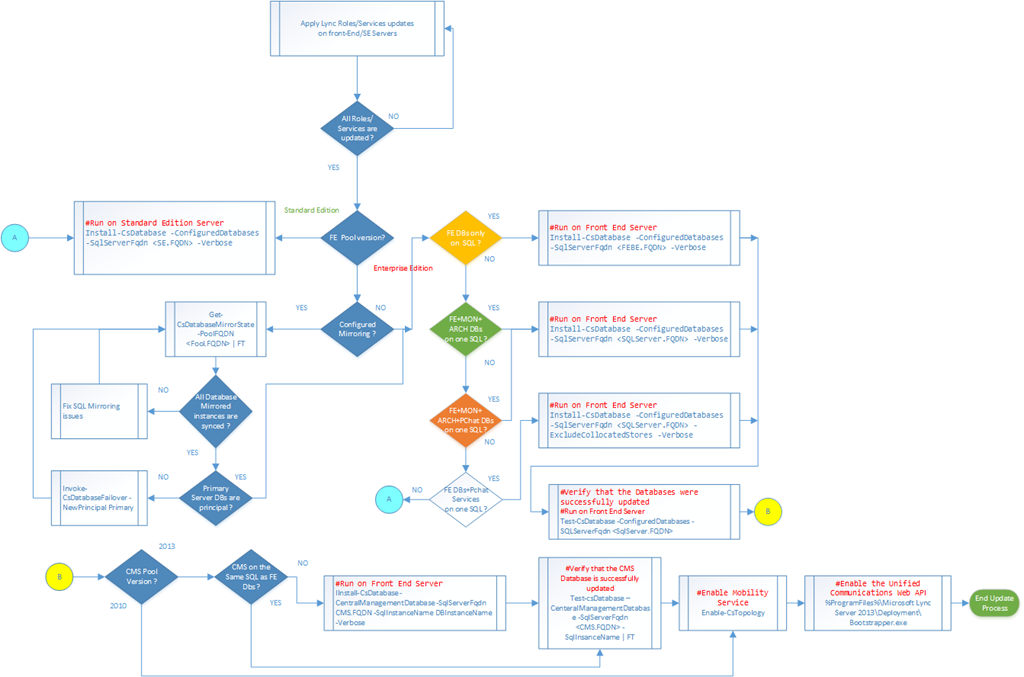 Apply Lync Roles/Services updates
on front-End/SE Servers
All Roles/
Services are
updated ?
NO
YES
Standard Edition
FE Pool version?
Enterprise Edition
A
#Run on Standard Edition Server
Install-CsDatabase -ConfiguredDatabases
-SqlServerFqdn <SE.FQDN> -Verbose
FE DBs only
on SQL ?
YES
NO
#Run on Front End Server
Install-CsDatabase -ConfiguredDatabases
-SqlServerFqdn <FEBE.FQDN> -Verbose
Get-
CsDatabaseMirrorState
-PoolFQDN
<Pool.FQDN> | FT
YES
NO
Configured
Mirroring ?
FE+MON+
ARCH DBs
on one SQL ?
YES
NO
#Run on Front End Server
Install-CsDatabase -ConfiguredDatabases
-SqlServerFqdn <SQLServer.FQDN> -Verbose
Fix SQL Mirroring
issues
NO
All Database
Mirrored
instances are
synced ?
YES
FE+MON+
ARCH+PChat DBs
on one SQL ?
YES
NO
#Run on Front End Server
Install-CsDatabase -ConfiguredDatabases
-SqlServerFqdn <SQLServer.FQDN> -
ExcludeCollocatedStores -Verbose
Invoke-
CsDatabaseFailover -
NewPrincipal Primary
NO
YES
Primary
Server DBs are
principal ?
A
NO
FE DBs+Pchat
Services
on one SQL ?
YES
#Verify that the Databases were
successfully updated
#Run on Front End Server
Test-CsDatabase -ConfiguredDatabases -
SQLServerFqdn <SqlServer.FQDN>
B
B
CMS Pool
Version ?
2013
2010
CMS on the
Same SQL as FE
Dbs ?
NO
YES
#Run on Front End Server
IInstall-CsDatabase -
CentralManagementDatabase -SqlServerFqdn
CMS.FQDN -SqlInstanceName DBInstanceName
-Verbose
#Verify that the CMS
Database is successfully
updated
Test-csDatabase –
CenteralManagementDatabas
e -SqlServerFqdn
<CMS.FQDN> -
SqlInsanceName | FT
#Enable Mobility
Service
Enable-CsTopology
#Enable the Unified
Communications Web API
%ProgramFiles%\Microsoft Lync
Server 2013\Deployment\
Bootstrapper.exe
End Update
Process